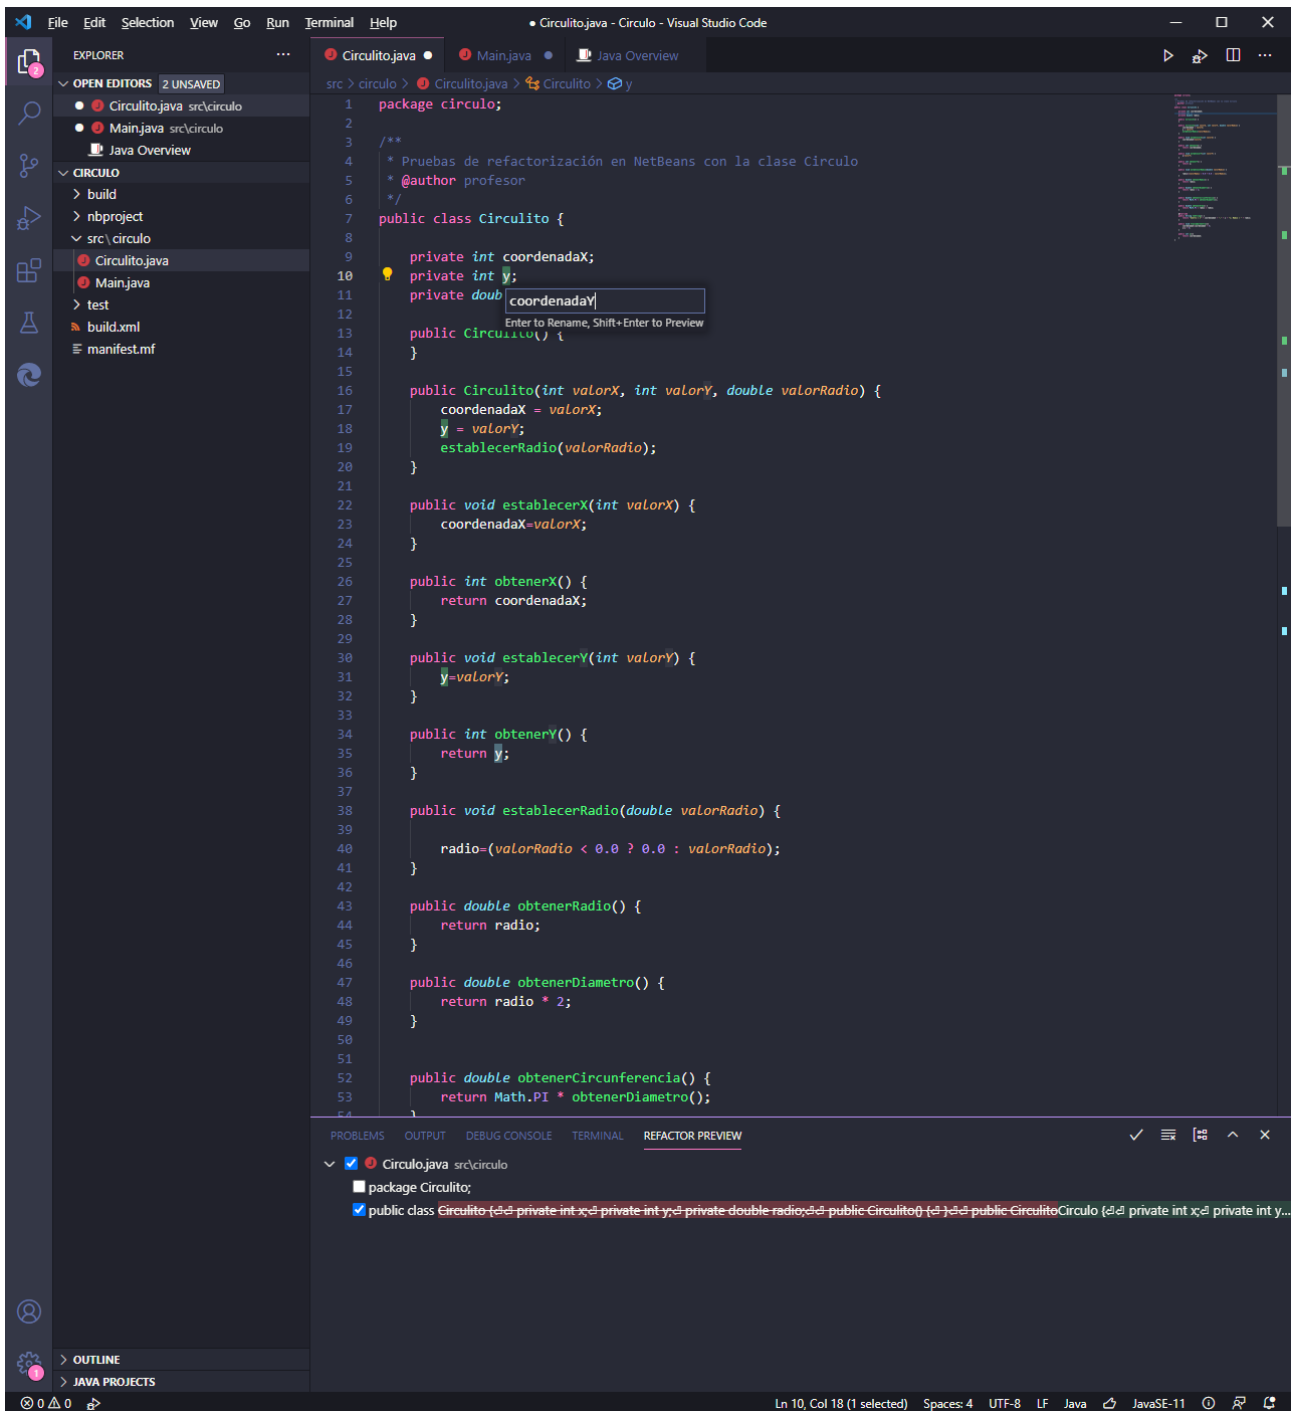 File Edit Selection View Go Run Terminal Help ● Circulito.java - Circulo - Visual Studio Code
EXPLORER
OPEN EDITORS 2 UNSAVED
Circulito.java src\circulo
Main.java src\circulo
Java Overview
CIRCULO
build
nbproject
src\circulo
Circulito.java
Main.java
test
build.xml
manifest.mf
OUTLINE
JAVA PROJECTS
2
1
Circulito.java ● Main.java ● Java Overview
src > circulo > Circulito.java > Circulito > y
1 package circulo;
2
3 /**
4 * Pruebas de refactorización en NetBeans con la clase Circulo
5 * @author profesor
6 */
7 public class Circulito {
8
9 private int coordenadaX;
10 private int y;
11 private doub
coordenadaY
Enter to Rename, Shift+Enter to Preview
12
13 public Circulito() {
14 }
15
16 public Circulito(int valorX, int valorY, double valorRadio) {
17 coordenadaX = valorX;
18 y = valorY;
19 establecerRadio(valorRadio);
20 }
21
22 public void establecerX(int valorX) {
23 coordenadaX=valorX;
24 }
25
26 public int obtenerX() {
27 return coordenadaX;
28 }
29
30 public void establecerY(int valorY) {
31 y=valorY;
32 }
33
34 public int obtenerY() {
35 return y;
36 }
37
38 public void establecerRadio(double valorRadio) {
39
40 radio=(valorRadio < 0.0 ? 0.0 : valorRadio);
41 }
42
43 public double obtenerRadio() {
44 return radio;
45 }
46
47 public double obtenerDiametro() {
48 return radio * 2;
49 }
50
51
52 public double obtenerCircunferencia() {
53 return Math.PI * obtenerDiametro();
54 }
PROBLEMS OUTPUT DEBUG CONSOLE TERMINAL REFACTOR PREVIEW
Circulo.java src\circulo
package Circulito;
public class Circulito {⏎⏎ private int x;⏎ private int y;⏎ private double radio;⏎⏎ public Circulito() {⏎ }⏎⏎ public CirculitoCirculo {⏎⏎ private int x;⏎ private int y...
0 0 Ln 10, Col 18 (1 selected) Spaces: 4 UTF-8 LF Java JavaSE-11